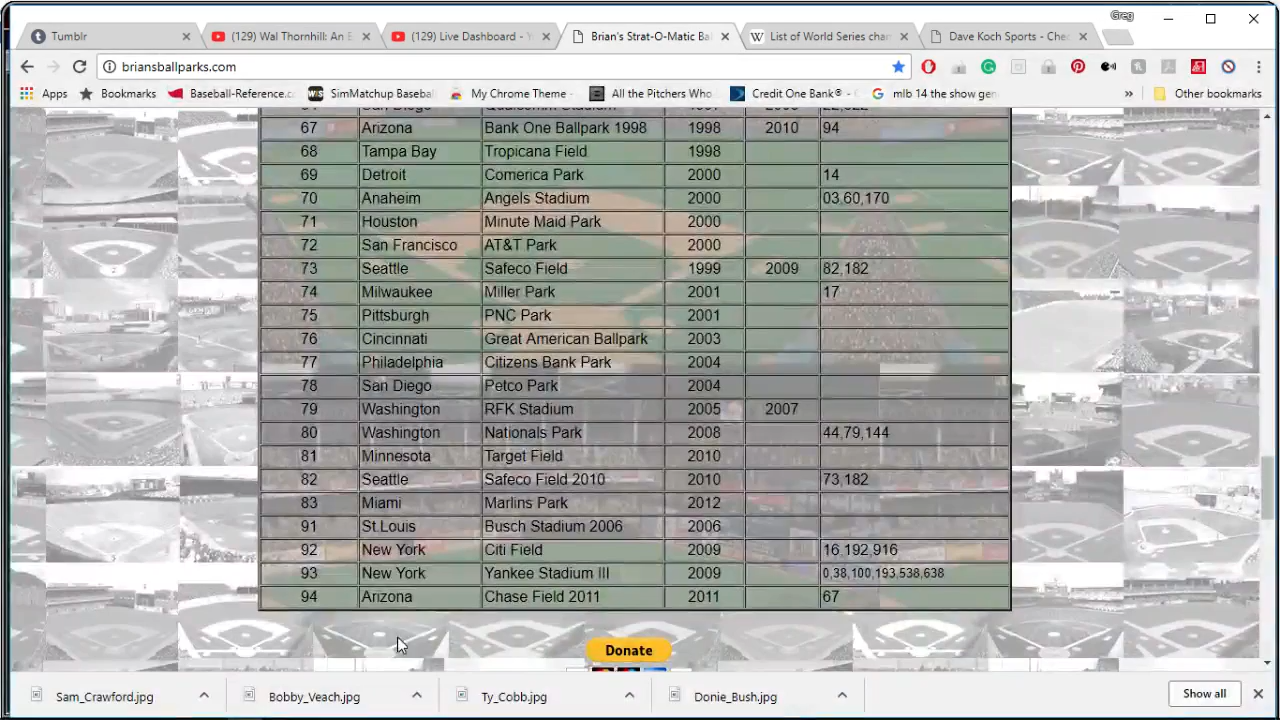 Greg
Tumblr
(129) Wal Thornhill: An E
(129) Live Dashboard - Y
Brian's Strat-O-Matic Ba
List of World Series chan
Dave Koch Sports - Chec
briansballparks.com
Apps
Bookmarks
Baseball-Reference.c
SimMatchup Baseba
My Chrome Theme -
All the Pitchers Who
Credit One Bank® -
mlb 14 the show gen
Other bookmarks
67 Arizona Bank One Ballpark 1998 1998 2010 94
68 Tampa Bay Tropicana Field 1998
69 Detroit Comerica Park 2000 14
70 Anaheim Angels Stadium 2000 03,60,170
71 Houston Minute Maid Park 2000
72 San Francisco AT&T Park 2000
73 Seattle Safeco Field 1999 2009 82,182
74 Milwaukee Miller Park 2001 17
75 Pittsburgh PNC Park 2001
76 Cincinnati Great American Ballpark 2003
77 Philadelphia Citizens Bank Park 2004
78 San Diego Petco Park 2004
79 Washington RFK Stadium 2005 2007
80 Washington Nationals Park 2008 44,79,144
81 Minnesota Target Field 2010
82 Seattle Safeco Field 2010 2010 73,182
83 Miami Marlins Park 2012
91 St.Louis Busch Stadium 2006 2006
92 New York Citi Field 2009 16,192,916
93 New York Yankee Stadium III 2009 0,38,100,193,538,638
94 Arizona Chase Field 2011 2011 67
Donate
Sam_Crawford.jpg
Bobby_Veach.jpg
Ty_Cobb.jpg
Donie_Bush.jpg
Show all